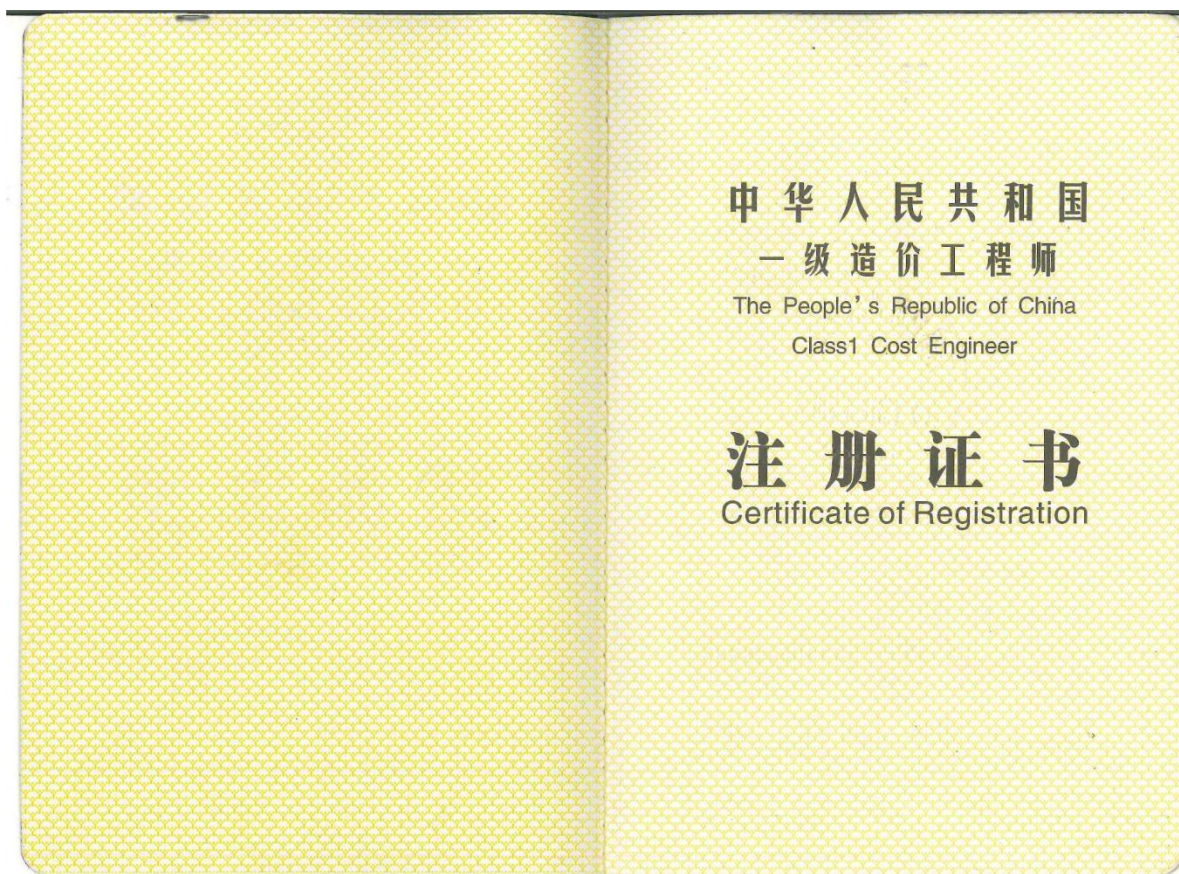 中华人民共和国
一级造价工程师
The People's Republic of China
Class1 Cost Engineer
注册证书
Certificate of Registration